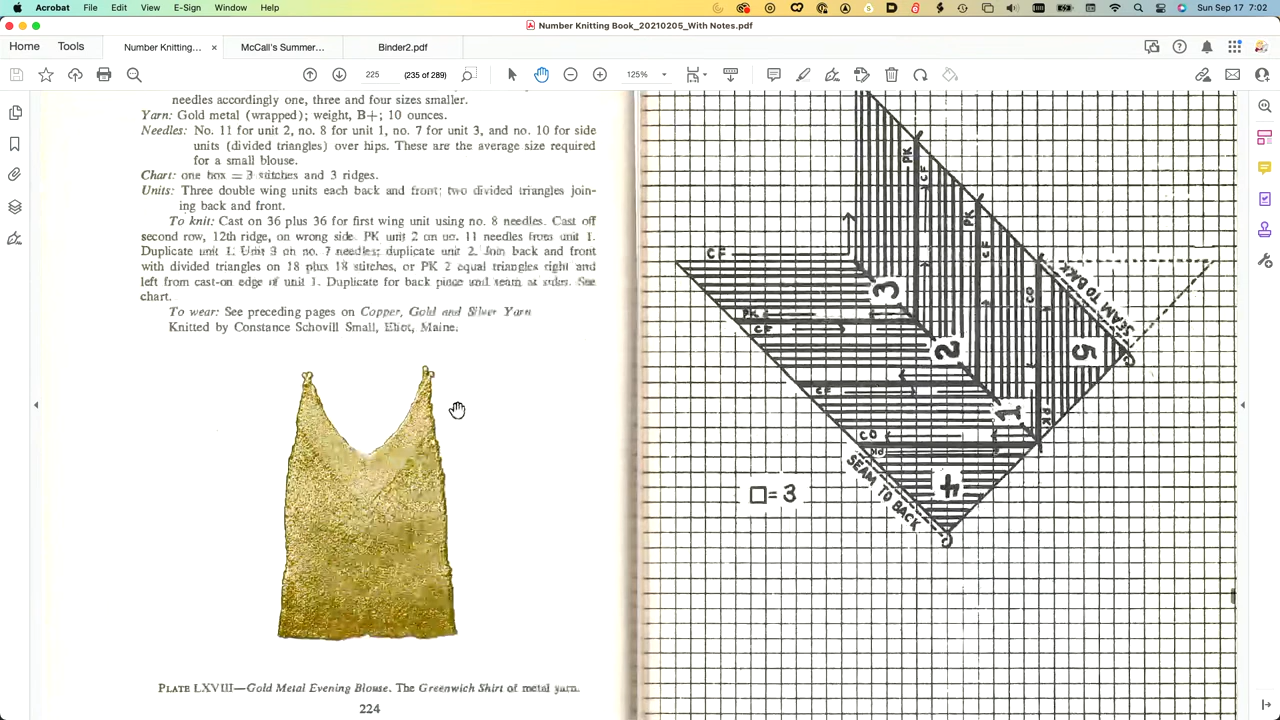 Acrobat File Edit View E-Sign Window Help
Sun Sep 17 7:02
Number Knitting Book_20210205_With Notes.pdf
Home Tools Number Knitting... × McCall's Summer... Binder2.pdf
225 (235 of 289) 125%
needles accordingly one, three and four sizes smaller.
Yarn: Gold metal (wrapped); weight, B+; 10 ounces.
Needles: No. 11 for unit 2, no. 8 for unit 1, no. 7 for unit 3, and no. 10 for side
units (divided triangles) over hips. These are the average size required
for a small blouse.
Chart: one box = 3 stitches and 3 ridges.
Units: Three double wing units each back and front; two divided triangles join-
ing back and front.
To knit: Cast on 36 plus 36 for first wing unit using no. 8 needles. Cast off
second row, 12th ridge, on wrong side. PK unit 2 on no. 11 needles from unit 1.
Duplicate unit 1. Unit 3 on no. 7 needles; duplicate unit 2. Join back and front
with divided triangles on 18 plus 18 stitches, or PK 2 equal triangles right and
left from cast-on edge of unit 1. Duplicate for back piece and seam at sides. See
chart.
To wear: See preceding pages on Copper, Gold and Silver Yarn
Knitted by Constance Schovill Small, Eliot, Maine.
PLATE LXVIII—Gold Metal Evening Blouse. The Greenwich Shirt of metal yarn.
224
PK
CF
PK
CF
CF
CO
SEAM TO BACK
3
PK
CF
2
5
CF
1
PK
CO
PK
SEAM TO BACK
4
□= 3